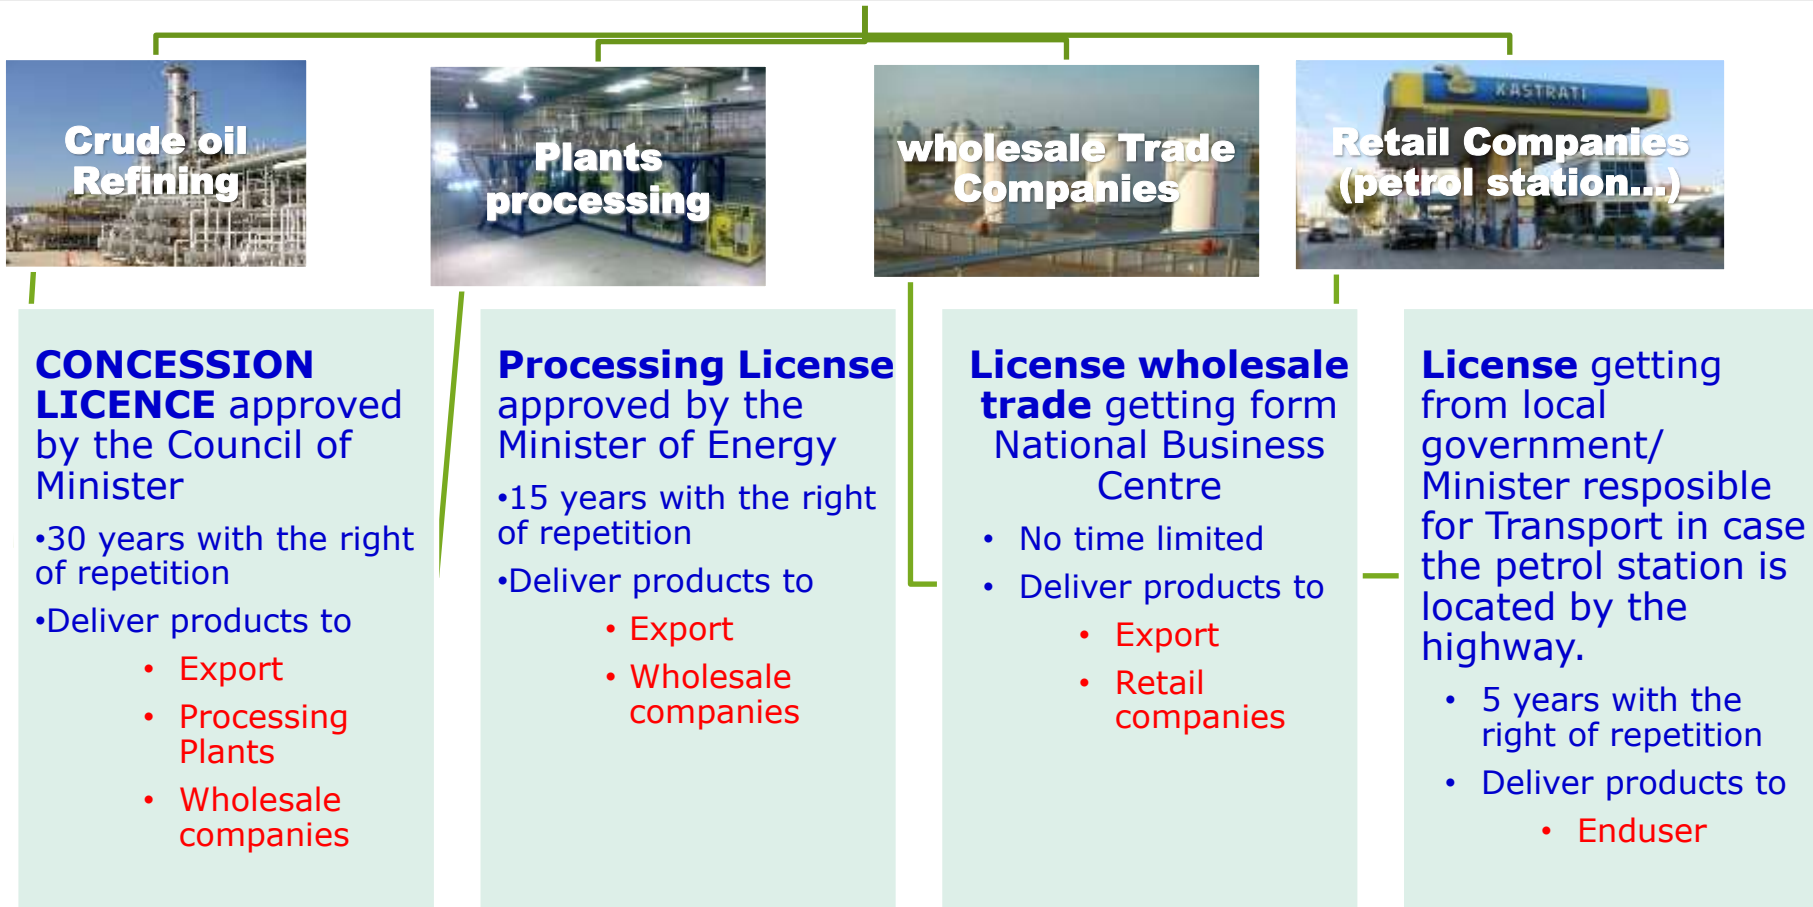 Crude oil
Refining
Plants
processing
wholesale Trade
Companies
KASTRATI
Retail Companies
(petrol station...)
CONCESSION
LICENCE approved
by the Council of
Minister
•30 years with the right
of repetition
•Deliver products to
• Export
• Processing
Plants
• Wholesale
companies
Processing License
approved by the
Minister of Energy
•15 years with the right
of repetition
•Deliver products to
• Export
• Wholesale
companies
License wholesale
trade getting form
National Business
Centre
• No time limited
• Deliver products to
• Export
• Retail
companies
License getting
from local
government/
Minister resposible
for Transport in case
the petrol station is
located by the
highway.
• 5 years with the
right of repetition
• Deliver products to
• Enduser